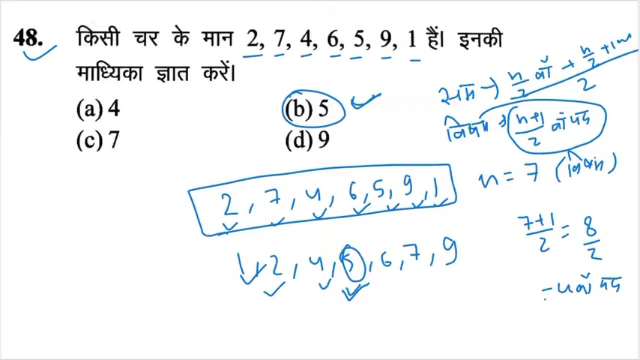 48. किसी चर के मान 2, 7, 4, 6, 5, 9, 1 हैं। इनकी
माध्यिका ज्ञात करें।
(a) 4 (b) 5
(c) 7 (d) 9
सम → n/2 वाँ + n/2 + 1वाँ / 2
विषम → n+1/2 वाँ पद
n = 7 (विषम)
2, 7, 4, 6, 5, 9, 1
7+1/2 = 8/2
= 4 वाँ पद
1, 2, 4, 5, 6, 7, 9